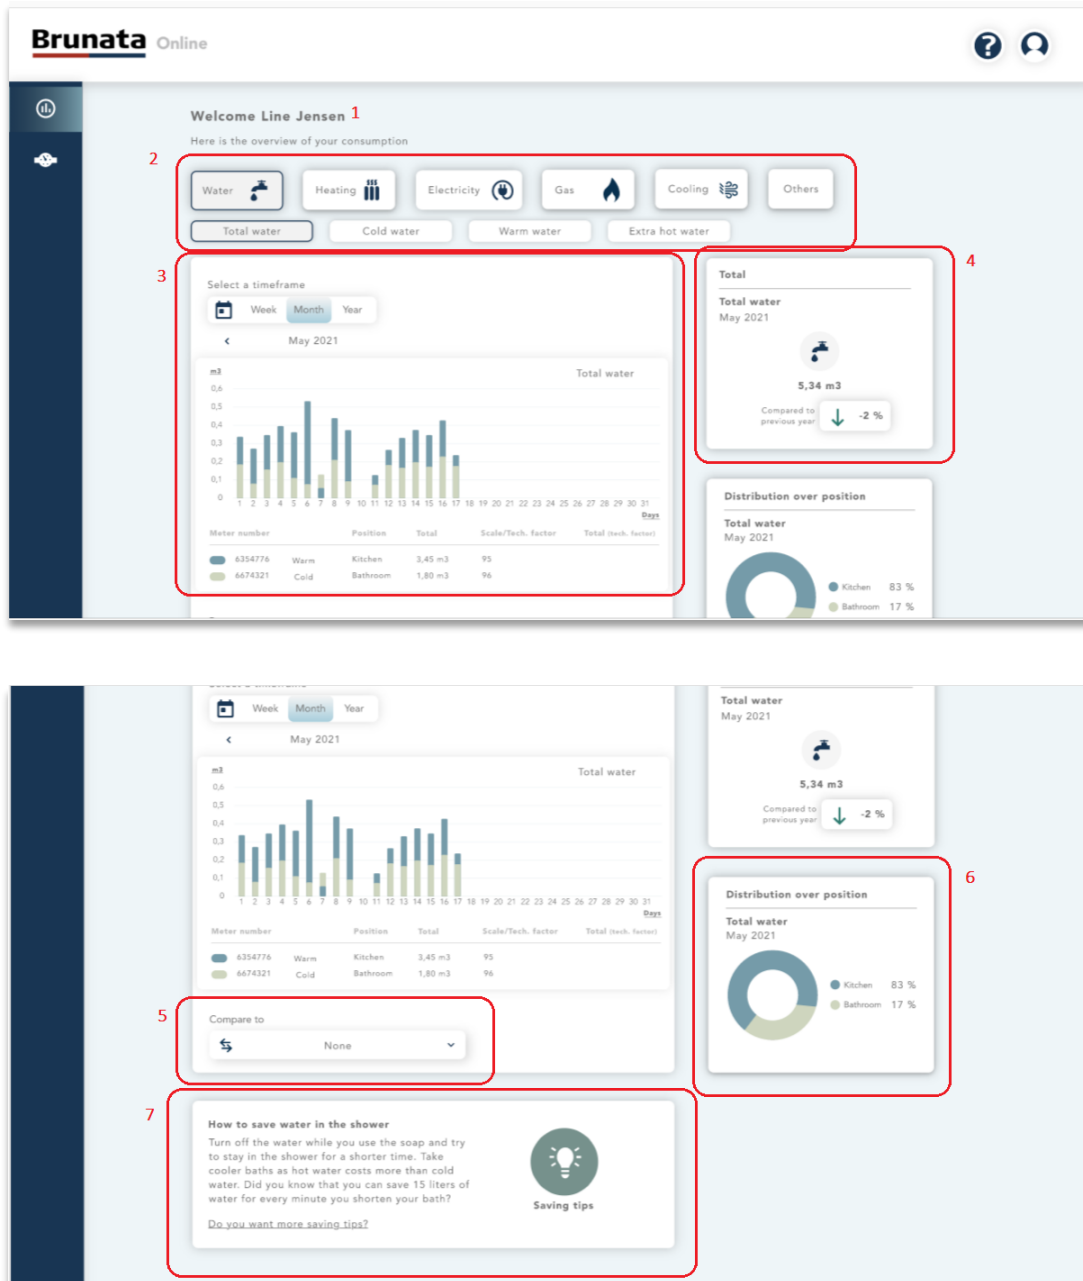 Brunata Online
Welcome Line Jensen 1
Here is the overview of your consumption
2
Water Heating Electricity Gas Cooling Others
Total water Cold water Warm water Extra hot water
3
Select a timeframe
Week Month Year
May 2021
m3 Total water
0,6
0,5
0,4
0,3
0,2
0,1
0
1 2 3 4 5 6 7 8 9 10 11 12 13 14 15 16 17 18 19 20 21 22 23 24 25 26 27 28 29 30 31
Days
Meter number Position Total Scale/Tech. factor Total (tech. factor)
6354776 Warm Kitchen 3,45 m3 95
6674321 Cold Bathroom 1,80 m3 96
4
Total
Total water
May 2021
5,34 m3
Compared to
previous year
-2 %
Distribution over position
Total water
May 2021
Kitchen 83 %
Bathroom 17 %
Week Month Year
May 2021
m3 Total water
0,6
0,5
0,4
0,3
0,2
0,1
0
1 2 3 4 5 6 7 8 9 10 11 12 13 14 15 16 17 18 19 20 21 22 23 24 25 26 27 28 29 30 31
Days
Meter number Position Total Scale/Tech. factor Total (tech. factor)
6354776 Warm Kitchen 3,45 m3 95
6674321 Cold Bathroom 1,80 m3 96
Total water
May 2021
5,34 m3
Compared to
previous year
-2 %
6
Distribution over position
Total water
May 2021
Kitchen 83 %
Bathroom 17 %
5
Compare to
None
7
How to save water in the shower
Turn off the water while you use the soap and try
to stay in the shower for a shorter time. Take
cooler baths as hot water costs more than cold
water. Did you know that you can save 15 liters of
water for every minute you shorten your bath?
Do you want more saving tips?
Saving tips